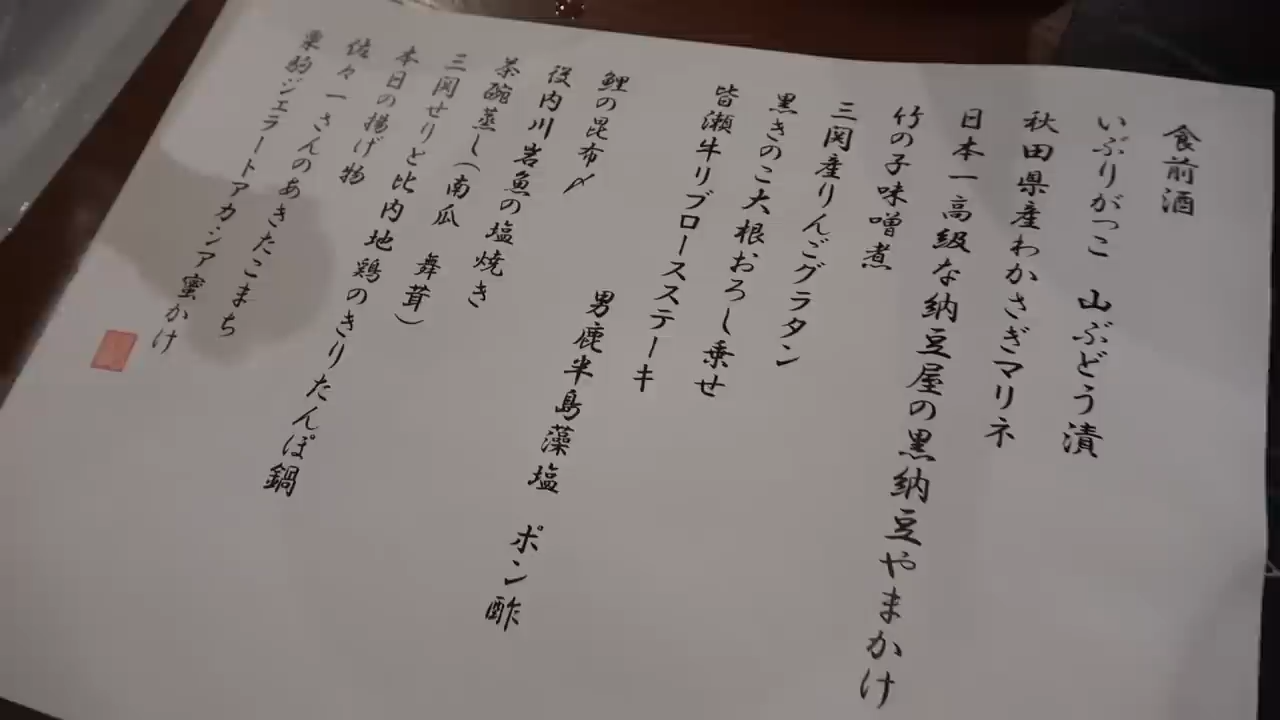 食前酒
いぶりがっこ 山ぶどう漬
秋田県産わかさぎマリネ
日本一高級な納豆屋の黒納豆やまかけ
竹の子味噌煮
三関産りんごグラタン
黒きのこ大根おろし乗せ
皆瀬牛リブロースステーキ
男鹿半島藻塩 ポン酢
鯉の昆布〆
役内川岩魚の塩焼き
茶碗蒸し(南瓜 舞茸)
三関せりと比内地鶏のきりたんぽ鍋
本日の揚げ物
佐々一さんのあきたこまち
栗駒ジェラートアカシア蜜かけ